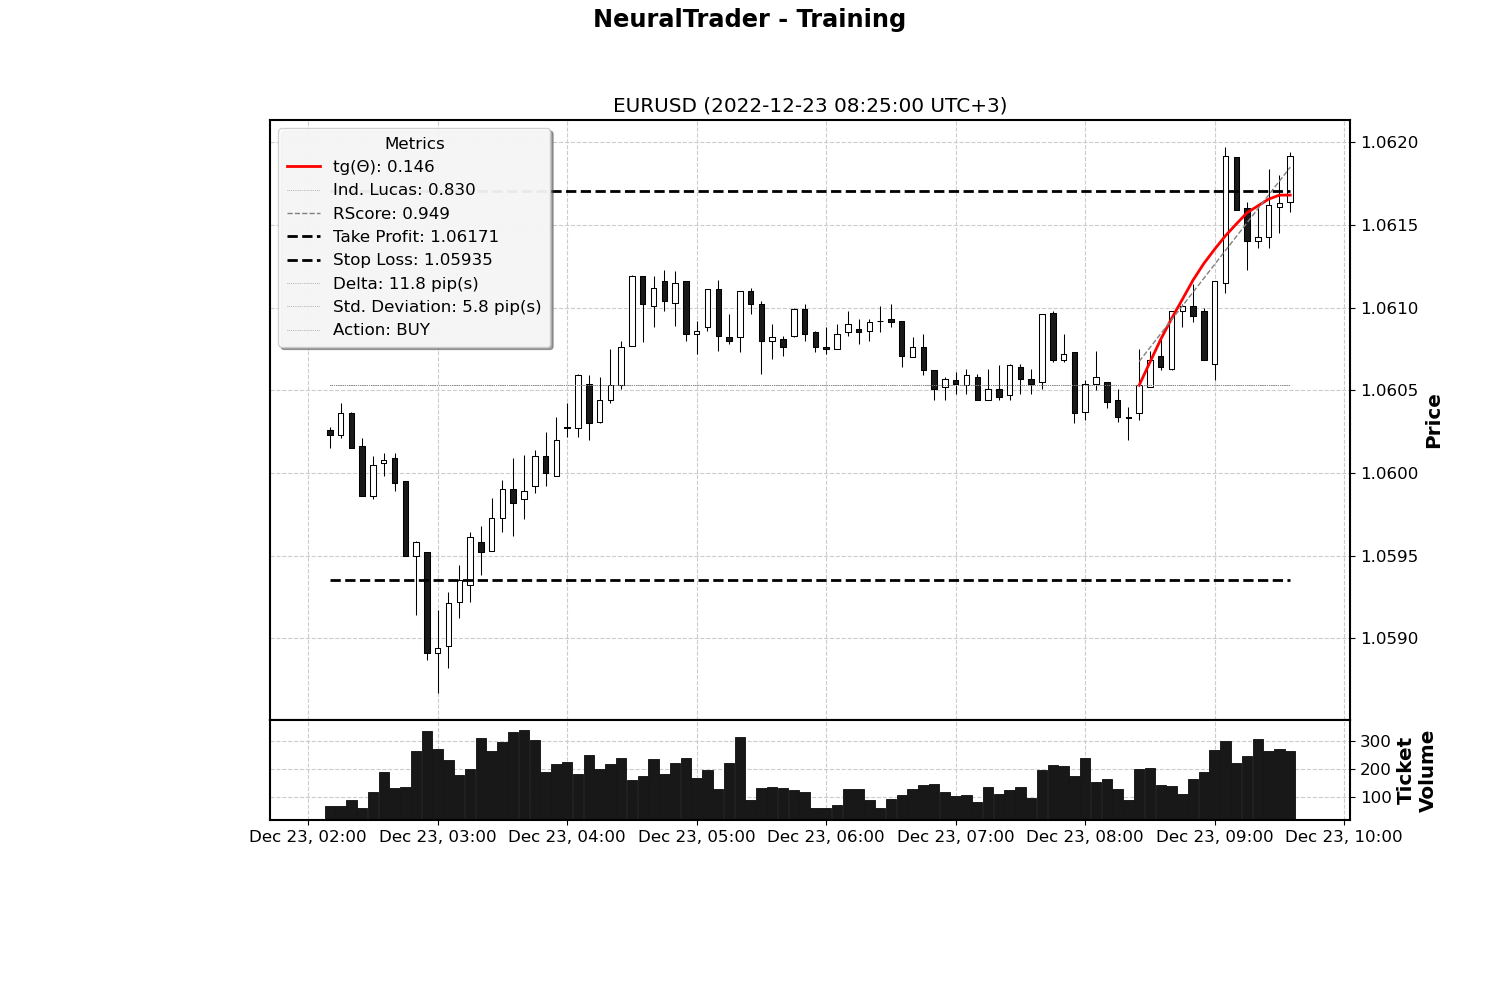 NeuralTrader - Training
EURUSD (2022-12-23 08:25:00 UTC+3)
Metrics
tg(Θ): 0.146
Ind. Lucas: 0.830
RScore: 0.949
Take Profit: 1.06171
Stop Loss: 1.05935
Delta: 11.8 pip(s)
Std. Deviation: 5.8 pip(s)
Action: BUY
1.0620
1.0615
1.0610
1.0605
1.0600
1.0595
1.0590
Price
300
200
100
Ticket
Volume
Dec 23, 02:00 Dec 23, 03:00 Dec 23, 04:00 Dec 23, 05:00 Dec 23, 06:00 Dec 23, 07:00 Dec 23, 08:00 Dec 23, 09:00 Dec 23, 10:00